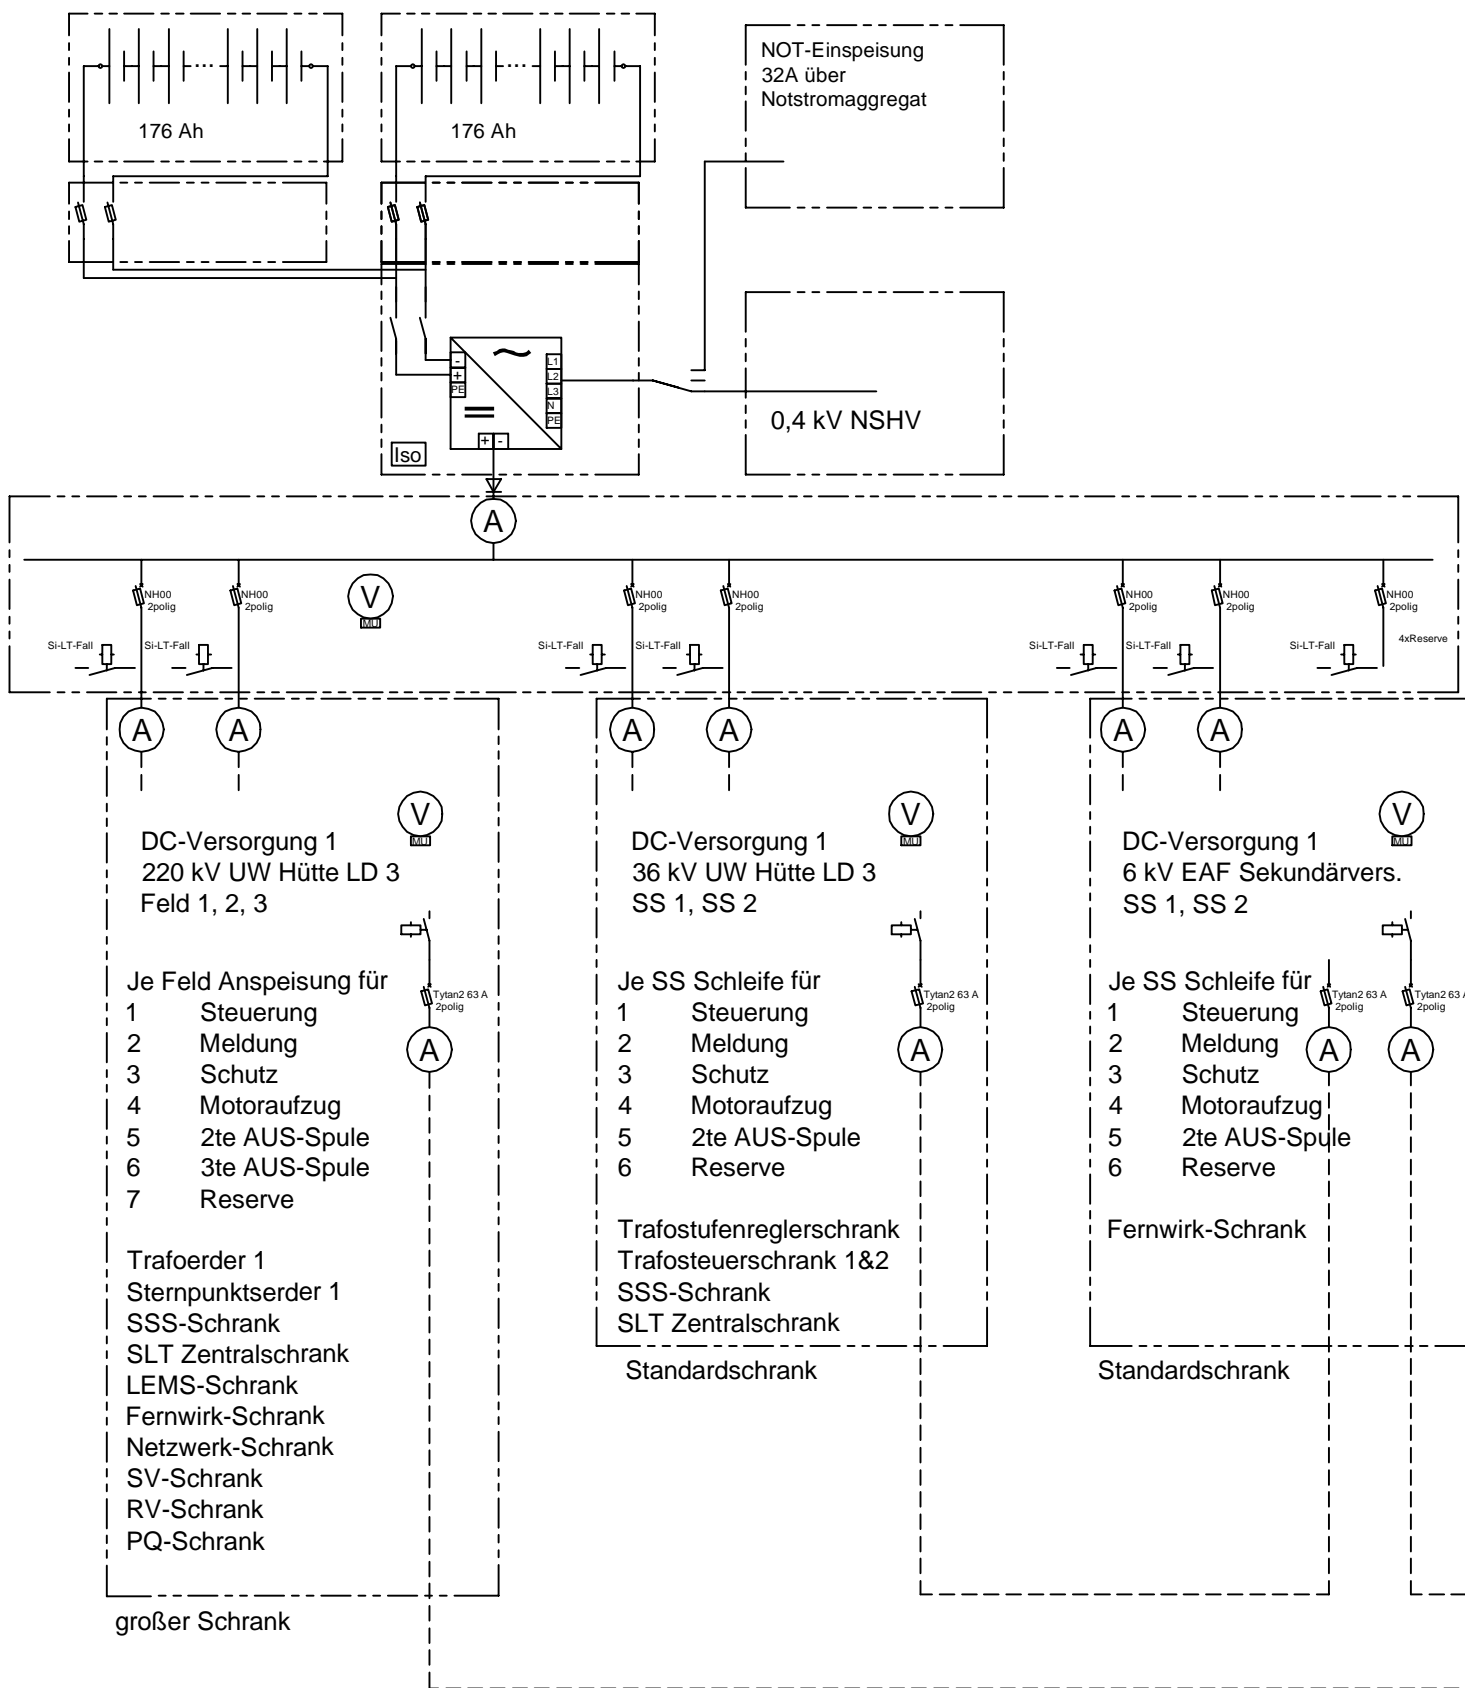 176 Ah
176 Ah
NOT-Einspeisung
32A über
Notstromaggregat
-
+
PE
L1
L2
L3
N
PE
+ -
Iso
0,4 kV NSHV
A
NH00
2polig
NH00
2polig
V
MU
NH00
2polig
NH00
2polig
NH00
2polig
NH00
2polig
NH00
2polig
4xReserve
Si-LT-Fall
Si-LT-Fall
Si-LT-Fall
Si-LT-Fall
Si-LT-Fall
Si-LT-Fall
Si-LT-Fall
A
A
A
A
A
A
V
MU
DC-Versorgung 1
220 kV UW Hütte LD 3
Feld 1, 2, 3
Je Feld Anspeisung für
1 Steuerung
2 Meldung
3 Schutz
4 Motoraufzug
5 2te AUS-Spule
6 3te AUS-Spule
7 Reserve
Tytan2 63 A
2polig
A
Trafoerder 1
Sternpunktserder 1
SSS-Schrank
SLT Zentralschrank
LEMS-Schrank
Fernwirk-Schrank
Netzwerk-Schrank
SV-Schrank
RV-Schrank
PQ-Schrank
großer Schrank
V
MU
DC-Versorgung 1
36 kV UW Hütte LD 3
SS 1, SS 2
Je SS Schleife für
1 Steuerung
2 Meldung
3 Schutz
4 Motoraufzug
5 2te AUS-Spule
6 Reserve
Tytan2 63 A
2polig
A
Trafostufenreglerschrank
Trafosteuerschrank 1&2
SSS-Schrank
SLT Zentralschrank
Standardschrank
V
MU
DC-Versorgung 1
6 kV EAF Sekundärvers.
SS 1, SS 2
Je SS Schleife für
1 Steuerung
2 Meldung
3 Schutz
4 Motoraufzug
5 2te AUS-Spule
6 Reserve
Tytan2 63 A
2polig
A
Tytan2 63 A
2polig
A
Fernwirk-Schrank
Standardschrank